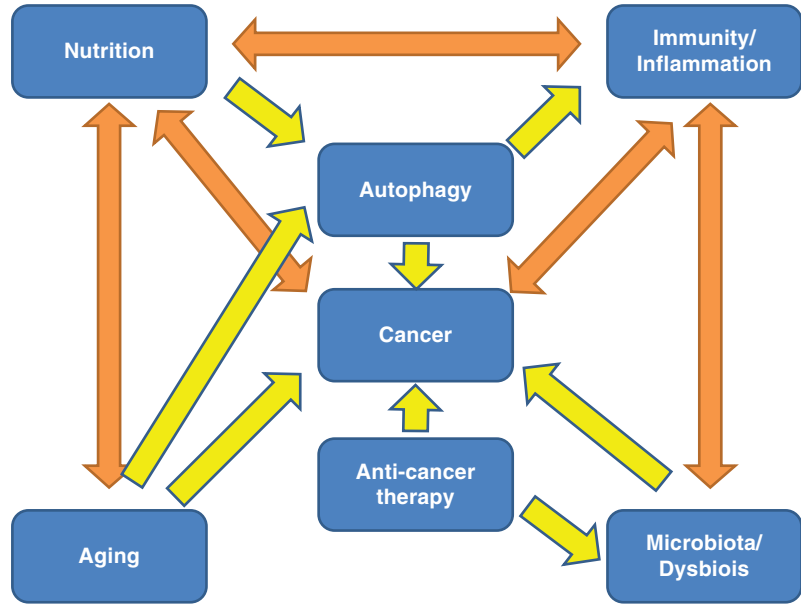 Nutrition
Immunity/
Inflammation
Autophagy
Cancer
Anti-cancer
therapy
Aging
Microbiota/
Dysbiois